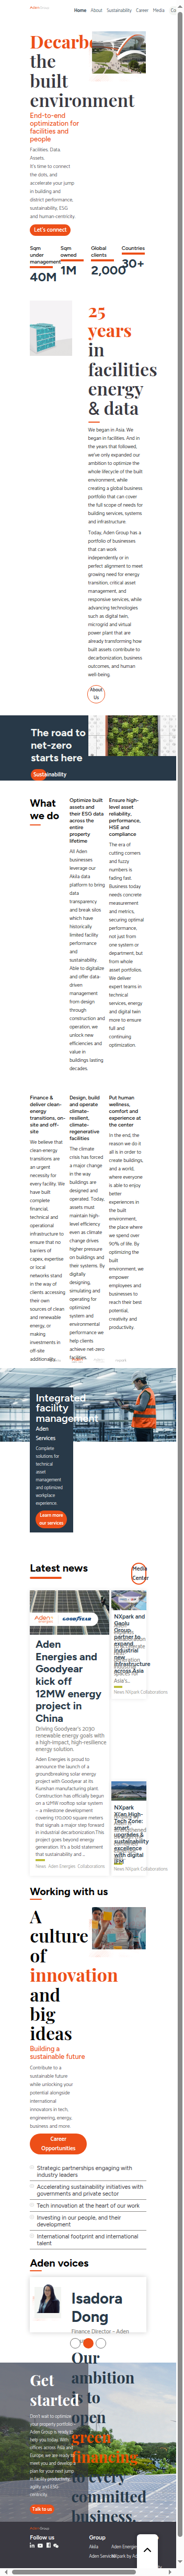 Aden Group
Home About Sustainability Career Media
Decarbo
the
built
environment
End-to-end
optimization for
facilities and
people
Facilities. Data.
Assets.
It's time to connect
the dots, and
accelerate your jump
in building and
district performance,
sustainability, ESG
and human-centricity.
Let's connect
Sqm
under
management
40M
Sqm
owned
1M
Global
clients
2,000
Countries
30+
25
years
in
facilities
energy
& data
We began in Asia. We
began in facilities. And in
the years that followed,
we've only expanded our
ambition to optimize the
whole lifecycle of the built
environment, while
creating a global business
portfolio that can cover
the full scope of needs for
building services, systems
and infrastructure.
Today, Aden Group has a
portfolio of businesses
that can work
independently or in
perfect alignment to meet
growing need for energy
transition, critical asset
management, and
responsive services, while
advancing technologies
such as digital twin,
microgrid and virtual
power plant that are
already transforming how
built assets contribute to
decarbonization, business
outcomes, and human
well-being.
About
Us
The road to
net-zero
starts here
Sustainability
What
we do
Optimize built
assets and
their ESG data
across the
entire
property
lifetime
All Aden
businesses
leverage our
Akila data
platform to bring
data
transparency
and break silos
which have
historically
limited facility
performance
and
sustainability.
Able to digitalize
and offer data-
driven
management
from design
through
construction and
operation, we
unlock new
efficiencies and
value in
buildings lasting
decades.
Ensure high-
level asset
reliability,
performance,
HSE and
compliance
The era of
cutting corners
and fuzzy
numbers is
fading fast.
Business today
needs concrete
measurement
and metrics,
securing optimal
performance,
not just from
one system or
department, but
from whole
asset portfolios.
We deliver
expert teams in
technical
services, energy
and digital twin
more to ensure
full and
continuing
optimization.
Finance &
deliver clean-
energy
transitions, on-
site and off-
site
We believe that
clean-energy
transitions are
an urgent
necessity for
every facility. We
have built
complete
financial,
technical and
operational
infrastructure to
ensure that no
barriers of
capex, expertise
or local
networks stand
in the way of
clients accessing
their own
sources of clean
and renewable
energy, or
making
investments in
off-site
additionality.
Design, build
and operate
climate-
resilient,
climate-
regenerative
facilities
The climate
crisis has forced
a major change
in the way
buildings are
designed and
operated. Today,
assets must
maintain high-
level efficiency
even as climate
change drives
higher pressure
on buildings and
their systems. By
digitally
designing,
simulating and
operating for
optimized
system and
environmental
performance we
help clients
achieve net-zero
facilities.
Put human
wellness,
comfort and
experience at
the center
In the end, the
reason we do it
all is in order to
create buildings,
and a world,
where everyone
is able to enjoy
better
experiences in
the built
environment,
the place where
we spend over
90% of life. By
optimizing the
built
environment, we
empower
employees and
businesses to
reach their best
potential,
creativity and
productivity.
Integrated
facility
management
Aden
Services
Complete
solutions for
technical
asset
management
and optimized
workplace
experience.
Learn more
our services
Latest news
Media
Center
Aden
GOODYEAR
Aden
Energies and
Goodyear
kick off
12MW energy
project in
China
Driving Goodyear's 2030
renewable energy goals with
a high-impact, high-resilience
energy solution.
Aden Energies is proud to
announce the launch of a
groundbreaking solar energy
project with Goodyear at its
Kunshan manufacturing plant.
Construction has officially begun
on a 12MW rooftop solar system
– a milestone development
covering 170,000 square meters
that signals a major step forward
in industrial decarbonization.This
project goes beyond energy
generation. It's a bold statement
that sustainability and ...
News Aden Energies Collaborations
NXpark and
Gaolu
Group
partner to
expand
industrial
new
infrastructure
across Asia
News NXpark Collaborations
NXpark
Xi'an High-
Tech Zone:
smart
upgrades &
sustainability
excellence
with digital
IFM
News NXpark Collaborations
Working with us
A
culture
of
innovation
and
big
ideas
Building a
sustainable future
Contribute to a
sustainable future
while unlocking your
potential alongside
international
innovators in tech,
engineering, energy,
business and more.
Career
Opportunities
Strategic partnerships engaging with
industry leaders
Accelerating sustainability initiatives with
governments and private sector
Tech innovation at the heart of our work
Investing in our people, and their
development
International footprint and international
talent
Aden voices
Isadora
Dong
Finance Director – Aden
Our
ambition
is to
open
green
financing
to every
committed
business.
Get
started
Don't wait to optimize
your property portfolio –
Aden Group is ready to
help you today. With
offices across Asia and
Europe, we are ready to
meet you and develop a
plan for your next jump
in facility productivity,
agility and ESG
excellence.
Talk to us
Aden Group
Follow us
Group
Akila
Aden Energies
Aden Services
NXpark by Aden